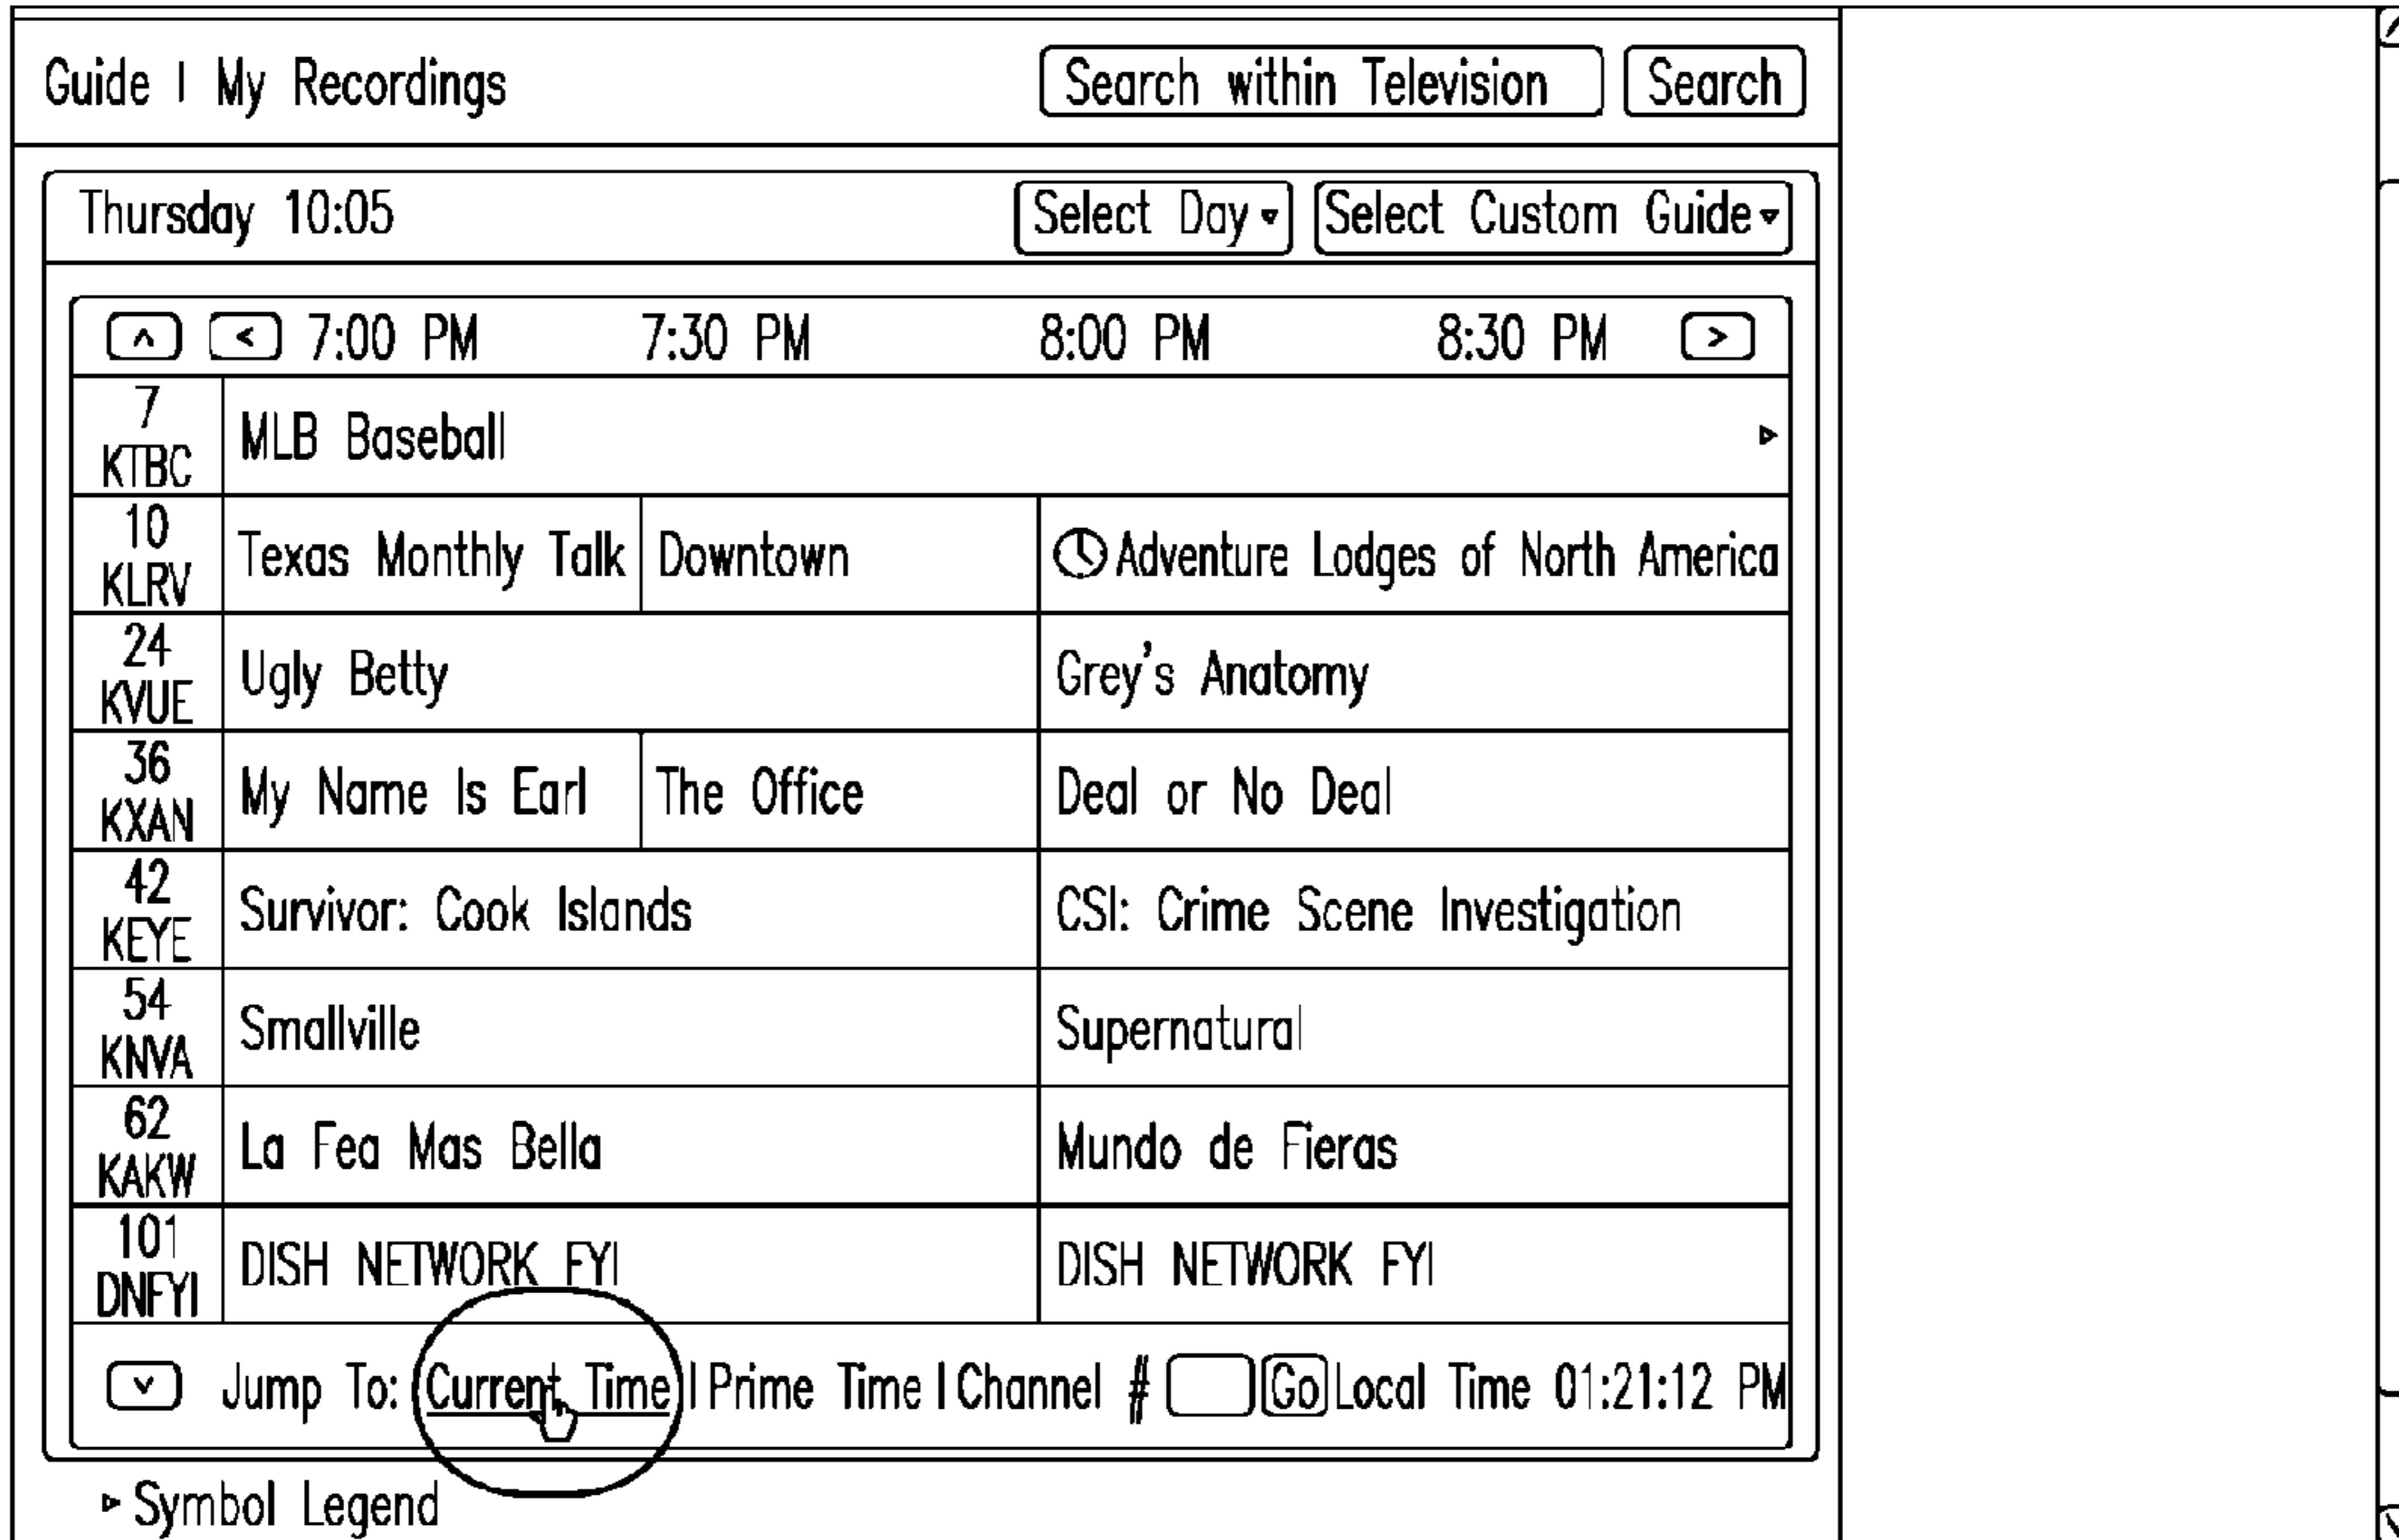 Guide | My Recordings Search within Television Search
Thursday 10:05 Select Day Select Custom Guide
^ < 7:00 PM 7:30 PM 8:00 PM 8:30 PM >
7
KTBC
MLB Baseball
10
KLRV
Texas Monthly Talk Downtown Adventure Lodges of North America
24
KVUE
Ugly Betty Grey's Anatomy
36
KXAN
My Name Is Earl The Office Deal or No Deal
42
KEYE
Survivor: Cook Islands CSI: Crime Scene Investigation
54
KNVA
Smallville Supernatural
62
KAKW
La Fea Mas Bella Mundo de Fieras
101
DNFYI
DISH NETWORK FYI DISH NETWORK FYI
v Jump To: Current Time | Prime Time | Channel # Go Local Time 01:21:12 PM
Symbol Legend